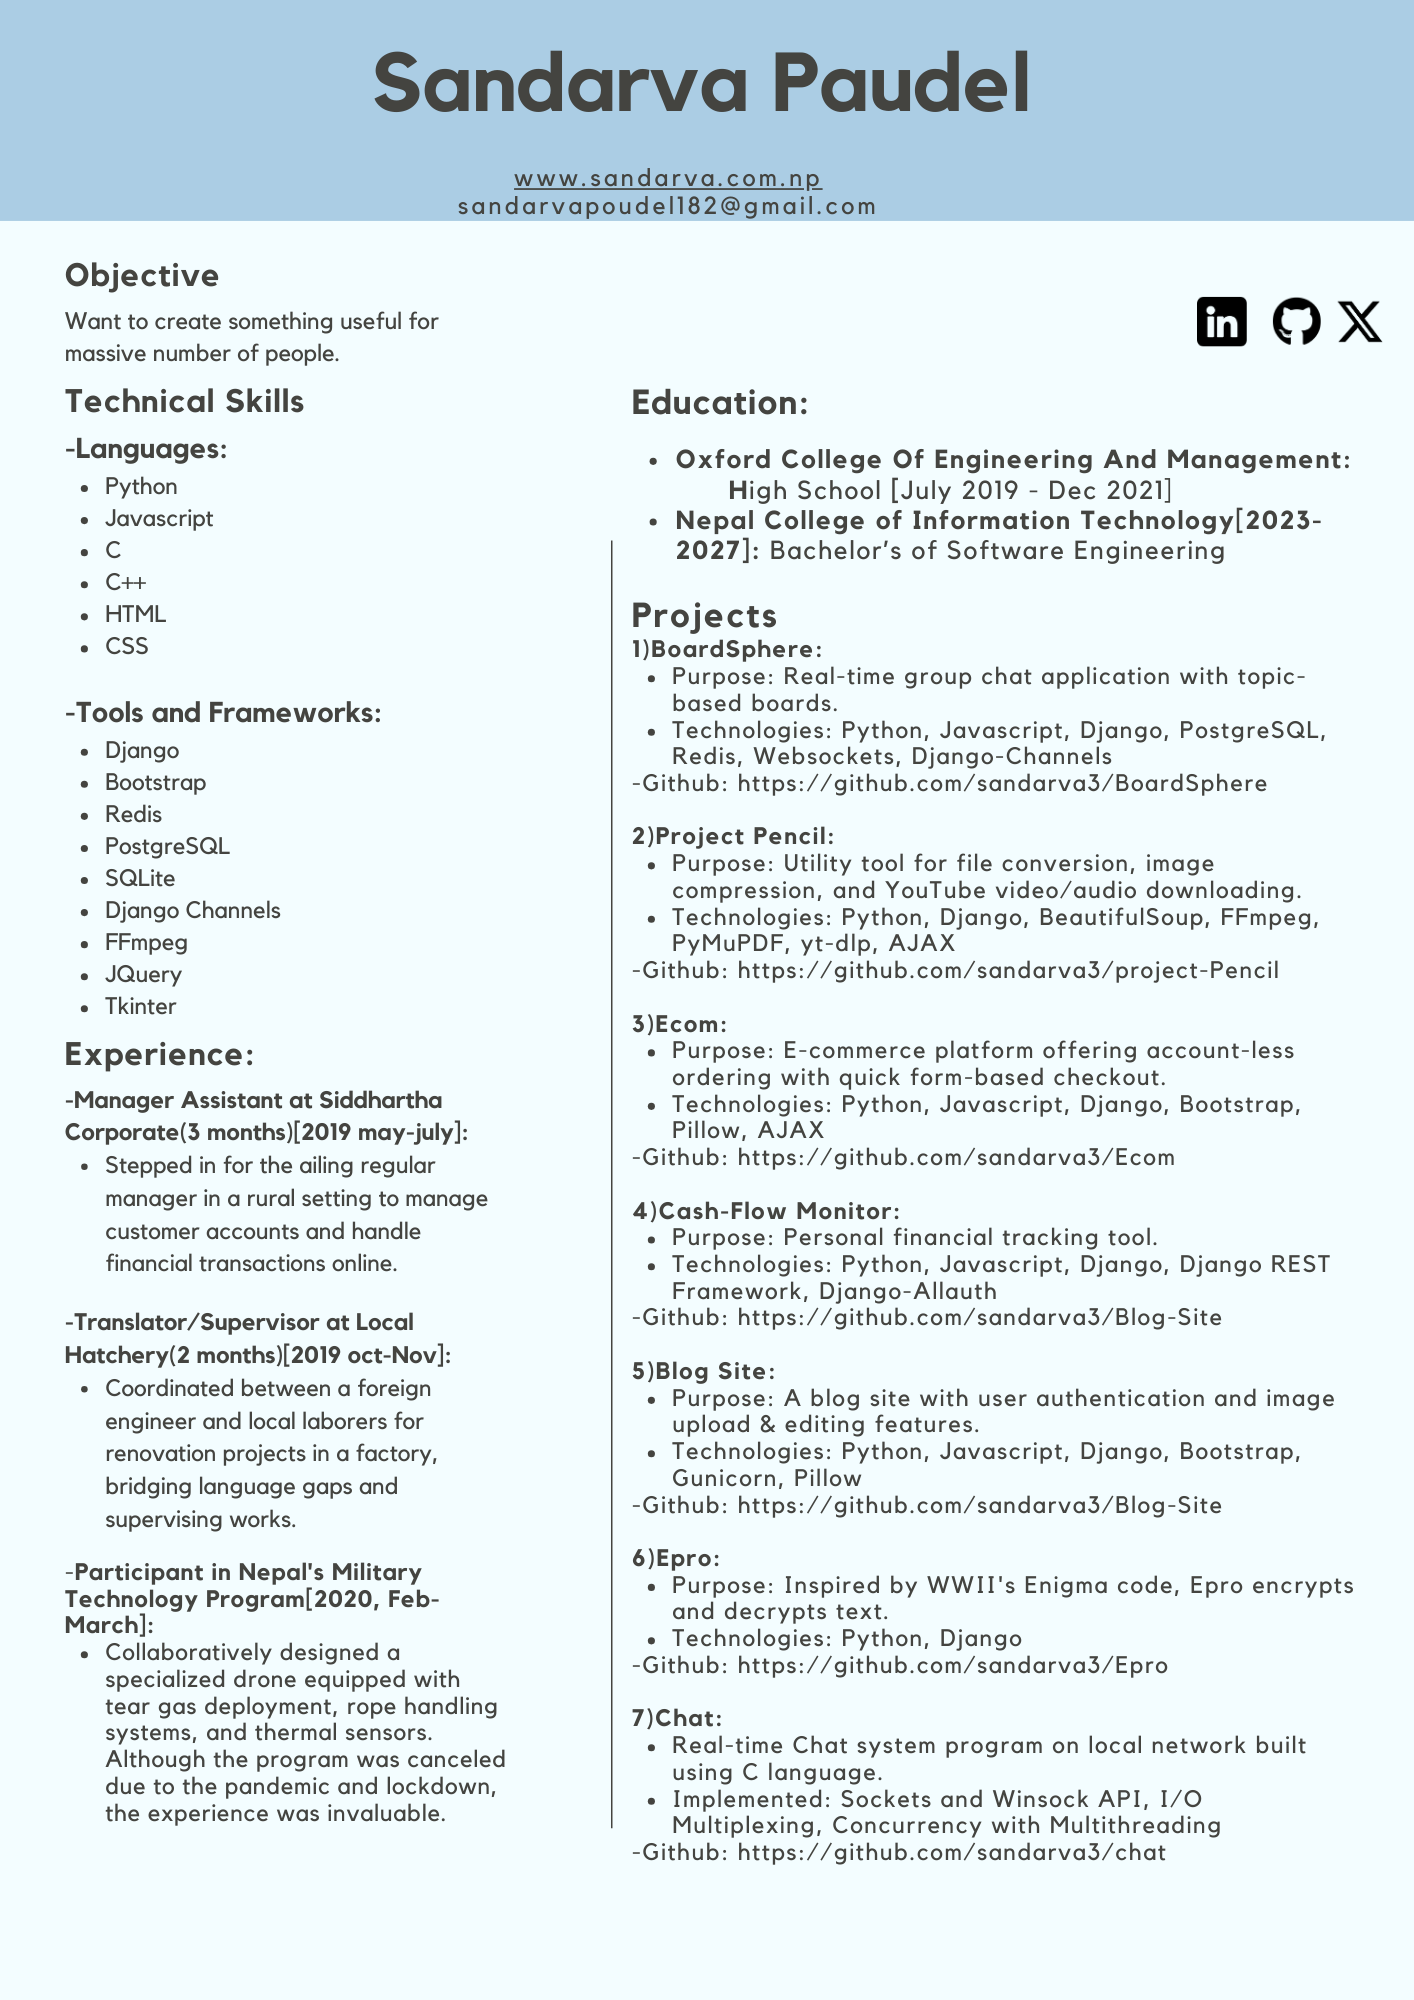 Sandarva Paudel
www.sandarva.com.np
sandarvapoudel182@gmail.com
Objective
Want to create something useful for
massive number of people.
in
Technical Skills
-Languages:
• Python
• Javascript
• C
• C++
• HTML
• CSS
-Tools and Frameworks:
• Django
• Bootstrap
• Redis
• PostgreSQL
• SQLite
• Django Channels
• FFmpeg
• JQuery
• Tkinter
Experience:
-Manager Assistant at Siddhartha
Corporate(3 months)[2019 may-july]:
• Stepped in for the ailing regular
manager in a rural setting to manage
customer accounts and handle
financial transactions online.
-Translator/Supervisor at Local
Hatchery(2 months)[2019 oct-Nov]:
• Coordinated between a foreign
engineer and local laborers for
renovation projects in a factory,
bridging language gaps and
supervising works.
-Participant in Nepal's Military
Technology Program[2020, Feb-
March]:
• Collaboratively designed a
specialized drone equipped with
tear gas deployment, rope handling
systems, and thermal sensors.
Although the program was canceled
due to the pandemic and lockdown,
the experience was invaluable.
Education:
• Oxford College Of Engineering And Management:
High School [July 2019 - Dec 2021]
• Nepal College of Information Technology[2023-
2027]: Bachelor's of Software Engineering
Projects
1)BoardSphere:
• Purpose: Real-time group chat application with topic-
based boards.
• Technologies: Python, Javascript, Django, PostgreSQL,
Redis, Websockets, Django-Channels
-Github: https://github.com/sandarva3/BoardSphere
2)Project Pencil:
• Purpose: Utility tool for file conversion, image
compression, and YouTube video/audio downloading.
• Technologies: Python, Django, BeautifulSoup, FFmpeg,
PyMuPDF, yt-dlp, AJAX
-Github: https://github.com/sandarva3/project-Pencil
3)Ecom:
• Purpose: E-commerce platform offering account-less
ordering with quick form-based checkout.
• Technologies: Python, Javascript, Django, Bootstrap,
Pillow, AJAX
-Github: https://github.com/sandarva3/Ecom
4)Cash-Flow Monitor:
• Purpose: Personal financial tracking tool.
• Technologies: Python, Javascript, Django, Django REST
Framework, Django-Allauth
-Github: https://github.com/sandarva3/Blog-Site
5)Blog Site:
• Purpose: A blog site with user authentication and image
upload & editing features.
• Technologies: Python, Javascript, Django, Bootstrap,
Gunicorn, Pillow
-Github: https://github.com/sandarva3/Blog-Site
6)Epro:
• Purpose: Inspired by WWII's Enigma code, Epro encrypts
and decrypts text.
• Technologies: Python, Django
-Github: https://github.com/sandarva3/Epro
7)Chat:
• Real-time Chat system program on local network built
using C language.
• Implemented: Sockets and Winsock API, I/O
Multiplexing, Concurrency with Multithreading
-Github: https://github.com/sandarva3/chat